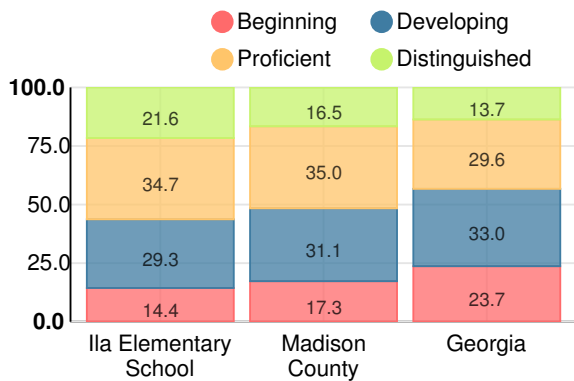 Beginning
Developing
Proficient
Distinguished
100.0
75.0
50.0
25.0
0.0
21.6
16.5
13.7
34.7
35.0
29.6
29.3
31.1
33.0
14.4
17.3
23.7
Ila Elementary
School
Madison
County
Georgia